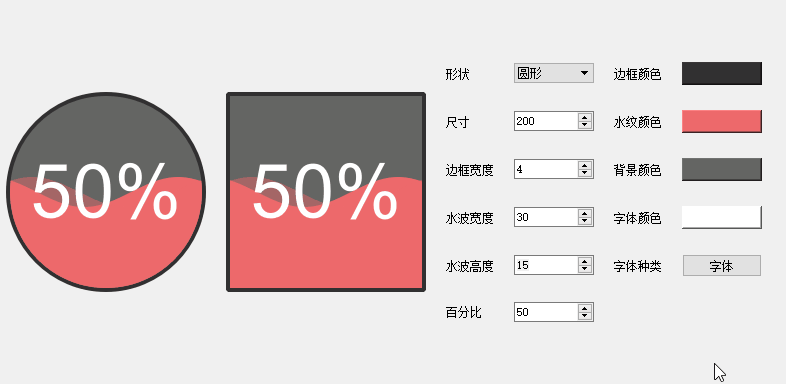 50%
50%
形状 圆形 边框颜色
尺寸 200 水纹颜色
边框宽度 4 背景颜色
水波宽度 30 字体颜色
水波高度 15 字体种类 字体
百分比 50